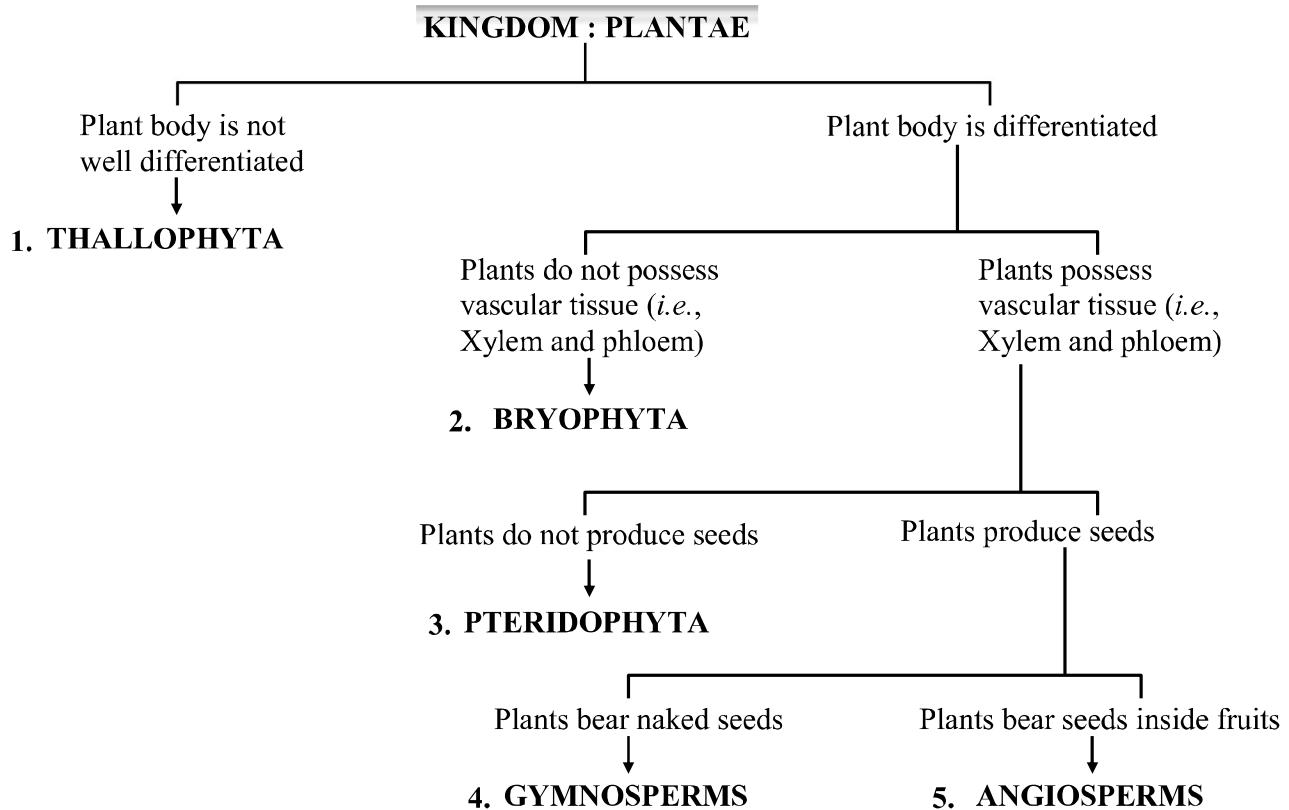 KINGDOM : PLANTAE
Plant body is not
well differentiated
1. THALLOPHYTA
Plant body is differentiated
Plants do not possess
vascular tissue (i.e.,
Xylem and phloem)
2. BRYOPHYTA
Plants possess
vascular tissue (i.e.,
Xylem and phloem)
Plants do not produce seeds
3. PTERIDOPHYTA
Plants produce seeds
Plants bear naked seeds
4. GYMNOSPERMS
Plants bear seeds inside fruits
5. ANGIOSPERMS